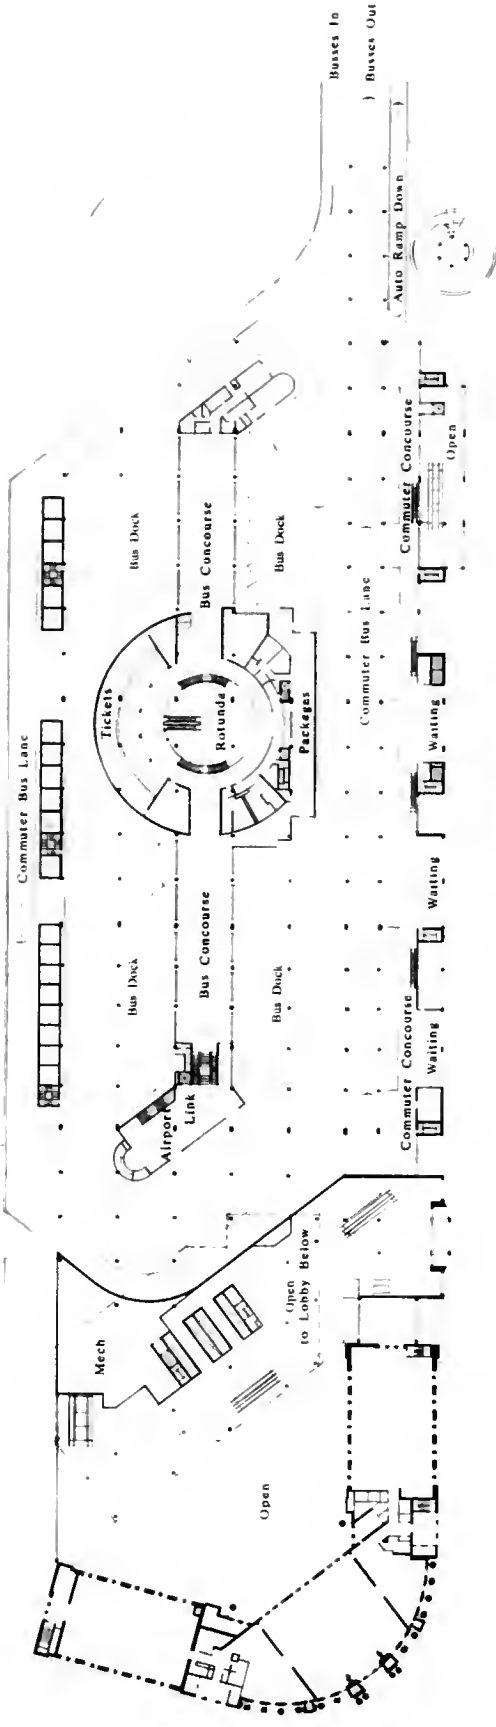 Busses In
Busses Out
Auto Ramp Down
Commuter Bus Lane
Bus Dock
Bus Concourse
Bus Dock
Commuter Concourse
Open
Tickets
Rotunda
Packages
Commuter Bus Lane
Waiting
Bus Dock
Bus Concourse
Bus Dock
Waiting
Airport
Link
Commuter Concourse
Waiting
Mech
Open
to Lobby Below
Open